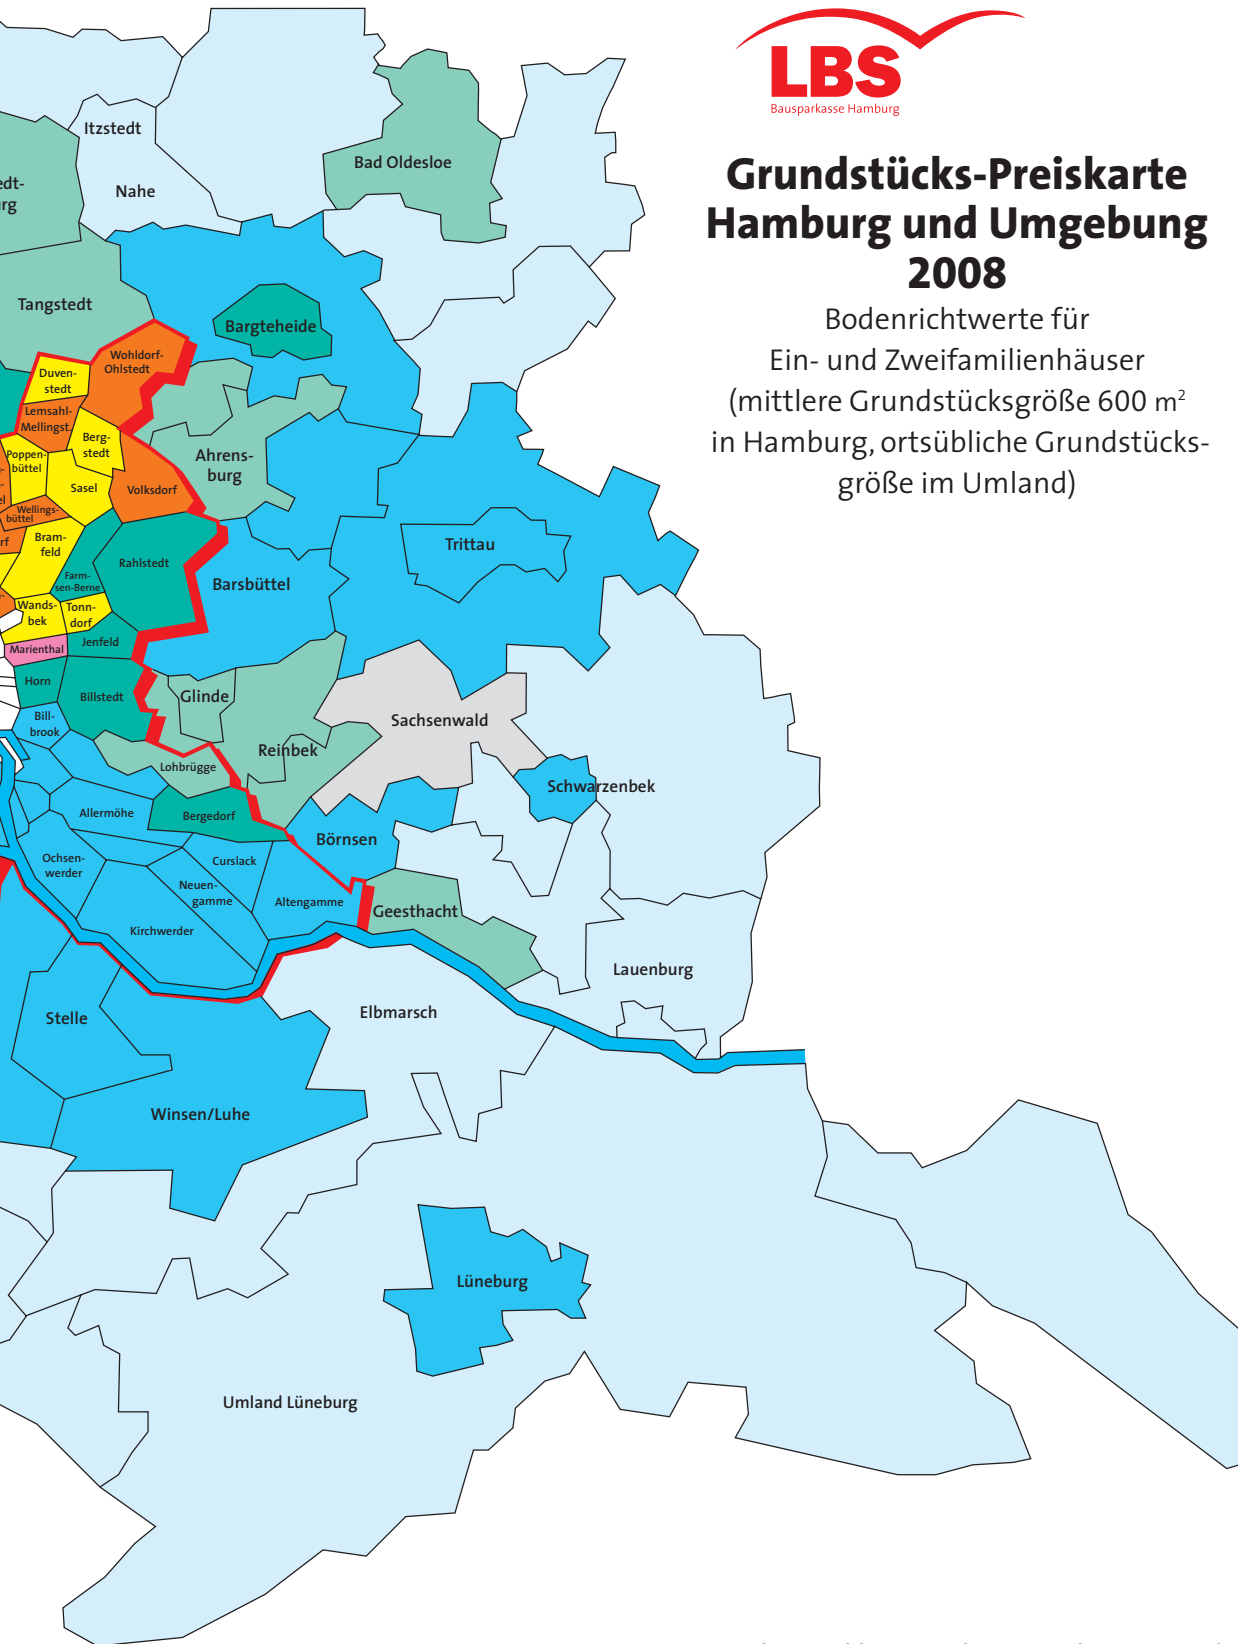 LBS
Bausparkasse Hamburg
Grundstücks-Preiskarte
Hamburg und Umgebung
2008
Bodenrichtwerte für
Ein- und Zweifamilienhäuser
(mittlere Grundstücksgröße 600 m²
in Hamburg, ortsübliche Grundstücks-
größe im Umland)
Itzstedt
Nahe
Bad Oldesloe
edt-
rg
Tangstedt
Bargteheide
Wohldorf-
Ohlstedt
Duven-
stedt
Lemsahl-
Mellingst.
Berg-
stedt
Poppen-
büttel
Sasel
Volksdorf
Ahrens-
burg
el
Wellings-
büttel
rf
Bram-
feld
Farm-
sen-Berne
Rahlstedt
Trittau
Barsbüttel
Wands-
bek
Tonn-
dorf
Marienthal
Jenfeld
Horn
Billstedt
Glinde
Bill-
brook
Reinbek
Sachsenwald
Lohbrügge
Schwarzenbek
Allermöhe
Bergedorf
Börnsen
Ochsen-
werder
Curslack
Neuen-
gamme
Altengamme
Geesthacht
Kirchwerder
Lauenburg
Stelle
Elbmarsch
Winsen/Luhe
Lüneburg
Umland Lüneburg